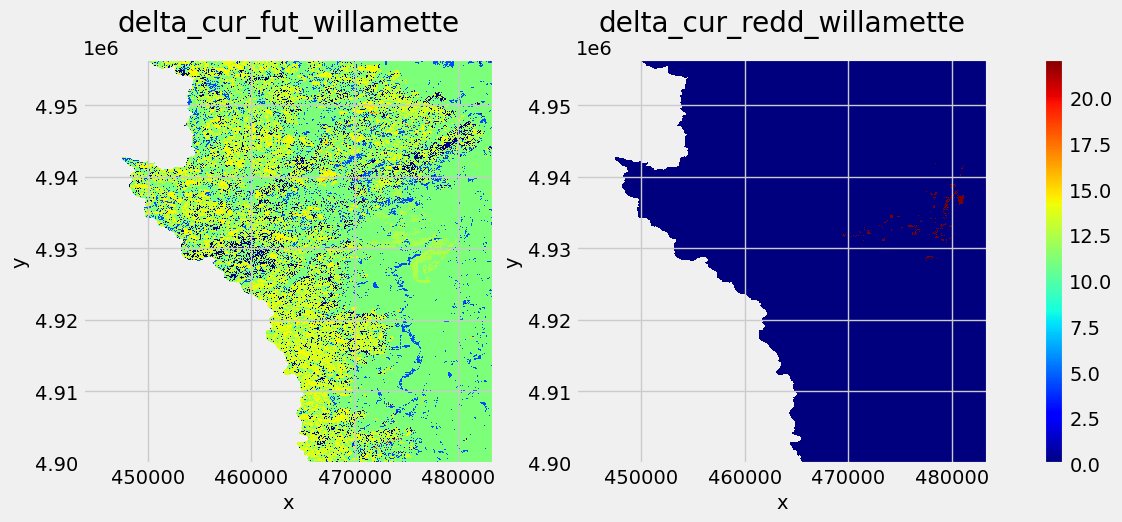 delta_cur_fut_willamette
1e6
4.95
4.94
4.93
4.92
4.91
4.90
y
450000 460000 470000 480000
x
delta_cur_redd_willamette
1e6
4.95
4.94
4.93
4.92
4.91
4.90
y
450000 460000 470000 480000
x
20.0
17.5
15.0
12.5
10.0
7.5
5.0
2.5
0.0